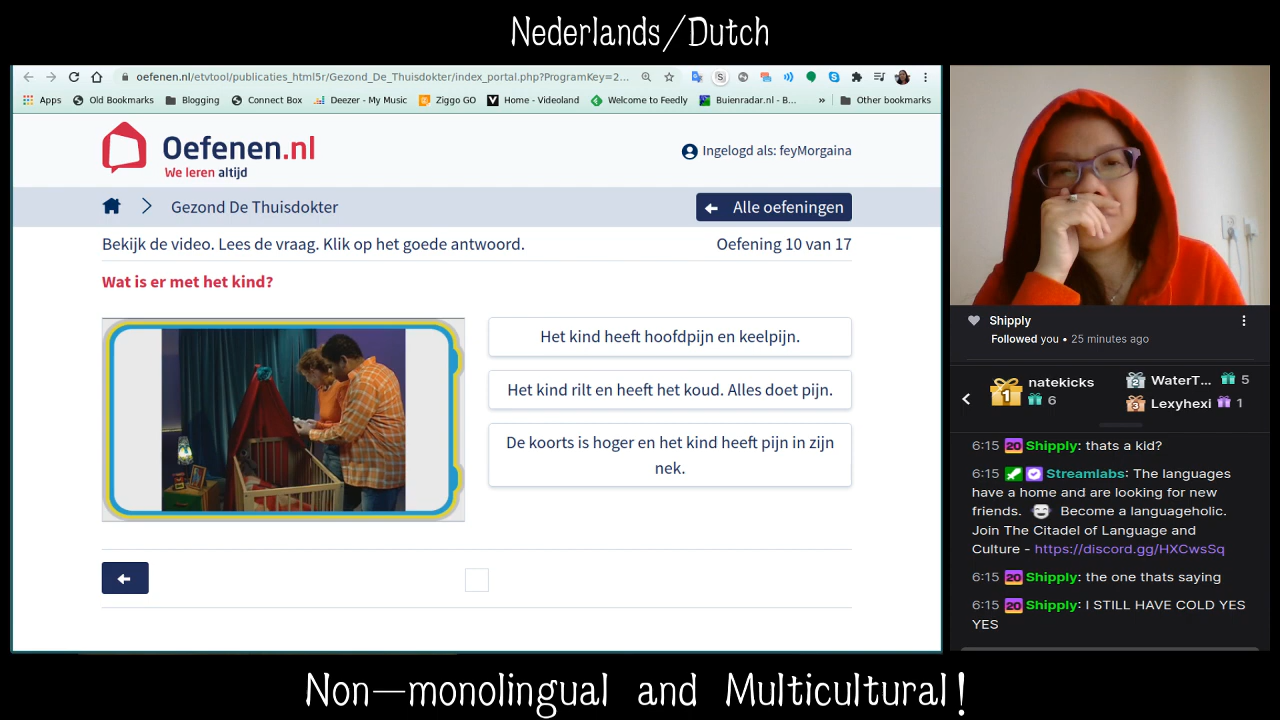 Nederlands/Dutch
oefenen.nl/etvtool/publicaties_html5r/Gezond_De_Thuisdokter/index_portal.php?ProgramKey=2...
Apps Old Bookmarks Blogging Connect Box Deezer - My Music Ziggo GO Home - Videoland Welcome to Feedly Buienradar.nl - B... » Other bookmarks
Oefenen.nl
We leren altijd
Ingelogd als: feyMorgaina
Gezond De Thuisdokter
Alle oefeningen
Bekijk de video. Lees de vraag. Klik op het goede antwoord.
Oefening 10 van 17
Wat is er met het kind?
Het kind heeft hoofdpijn en keelpijn.
Het kind rilt en heeft het koud. Alles doet pijn.
De koorts is hoger en het kind heeft pijn in zijn
nek.
Shipply
Followed you • 25 minutes ago
1 natekicks
6
2 WaterT... 5
3 Lexyhexi 1
6:15 20 Shipply: thats a kid?
6:15 Streamlabs: The languages
have a home and are looking for new
friends. Become a languageholic.
Join The Citadel of Language and
Culture - https://discord.gg/HXCwsSq
6:15 20 Shipply: the one thats saying
6:15 20 Shipply: I STILL HAVE COLD YES
YES
Non-monolingual and Multicultural!